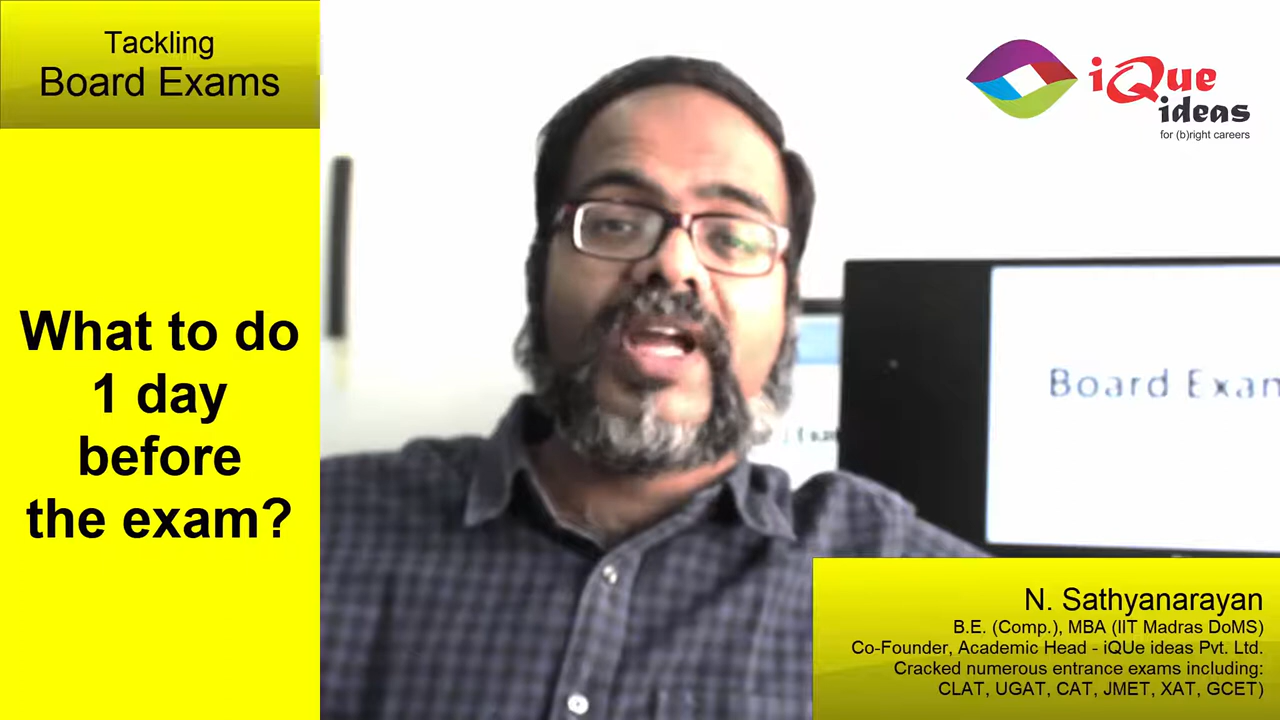 Tackling
Board Exams
What to do
1 day
before
the exam?
iQue
ideas
for (b)right careers
Board Exam
N. Sathyanarayan
B.E. (Comp.), MBA (IIT Madras DoMS)
Co-Founder, Academic Head - iQUe ideas Pvt. Ltd.
Cracked numerous entrance exams including:
CLAT, UGAT, CAT, JMET, XAT, GCET)